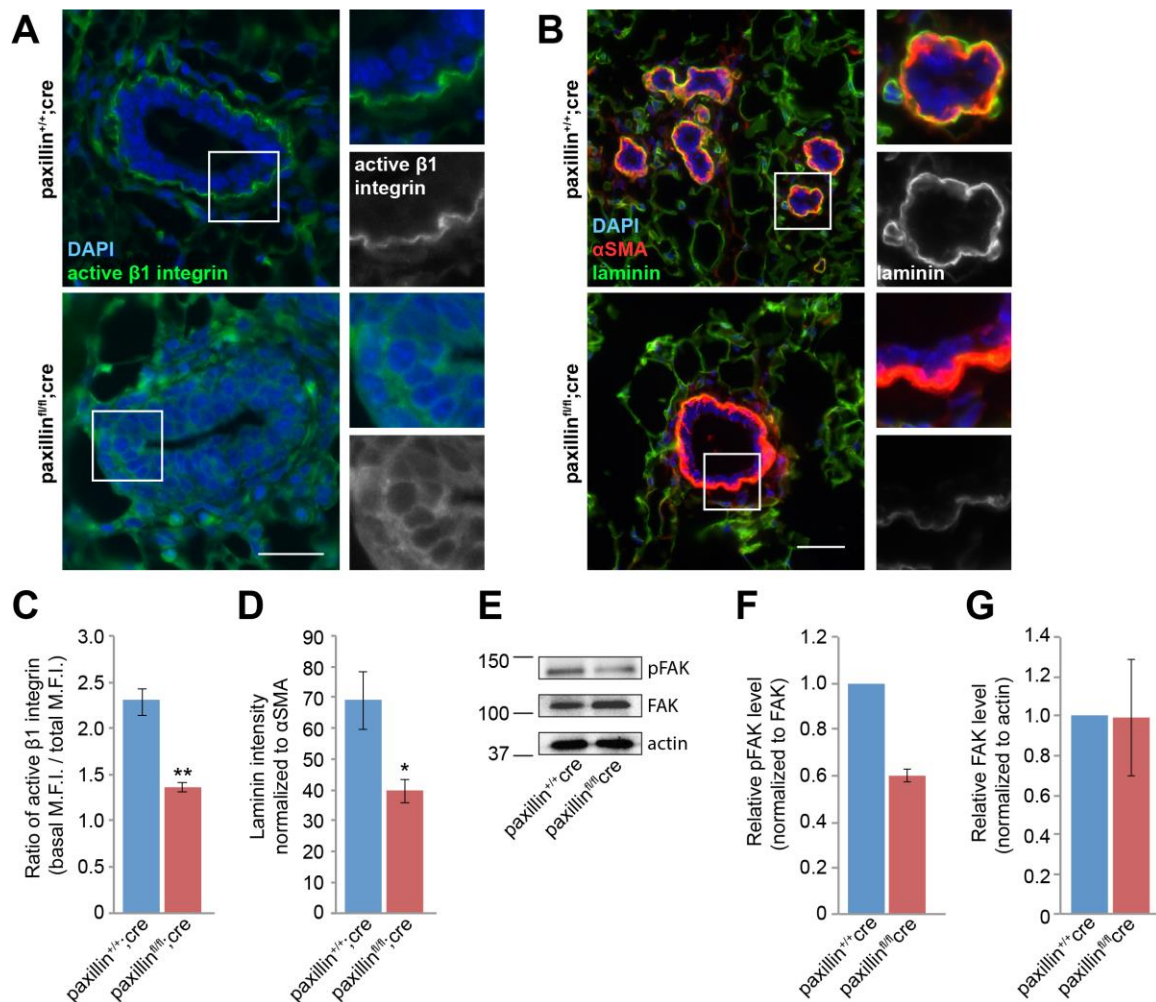 A
B
paxillin+/+;cre
DAPI
active β1 integrin
active β1
integrin
paxillinfl/fl;cre
paxillin+/+;cre
DAPI
αSMA
laminin
laminin
paxillinfl/fl;cre
C
Ratio of active β1 integrin
(basal M.F.I. / total M.F.I.)
3.0
2.5
2.0
1.5
1.0
0.5
0
**
paxillin+/+;cre
paxillinfl/fl;cre
D
Laminin intensity
normalized to αSMA
90
80
70
60
50
40
30
20
10
0
*
paxillin+/+;cre
paxillinfl/fl;cre
E
150
100
37
pFAK
FAK
actin
paxillin+/+cre
paxillinfl/flcre
F
Relative pFAK level
(normalized to FAK)
1.2
1.0
0.8
0.6
0.4
0.2
0
paxillin+/+cre
paxillinfl/flcre
G
Relative FAK level
(normalized to actin)
1.4
1.2
1.0
0.8
0.6
0.4
0.2
0
paxillin+/+cre
paxillinfl/flcre